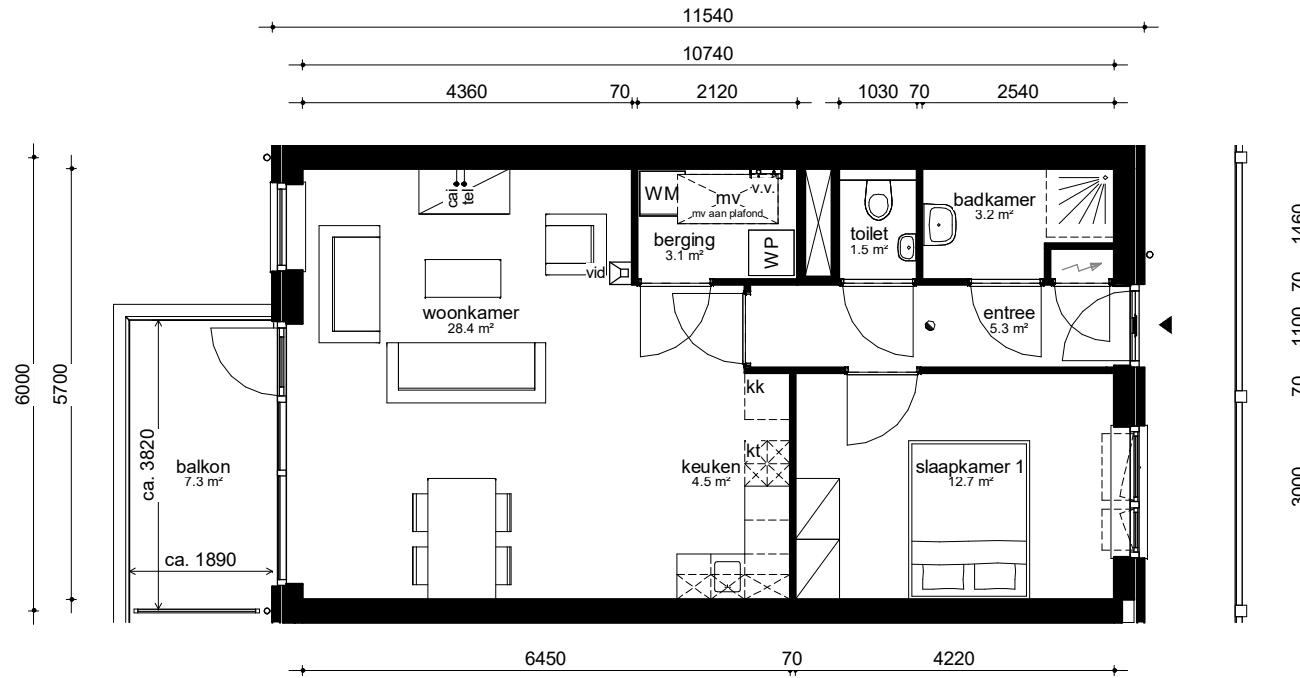 11540
10740
4360 70 2120 1030 70 2540
cai
tel
WM
mv
v.v.
mv aan plafond
berging
3.1 m²
WP
vid
toilet
1.5 m²
badkamer
3.2 m²
woonkamer
28.4 m²
entree
5.3 m²
6000
5700
1460
70
1100
70
3000
kk
kt
keuken
4.5 m²
slaapkamer 1
12.7 m²
balkon
7.3 m²
ca. 3820
ca. 1890
6450 70 4220